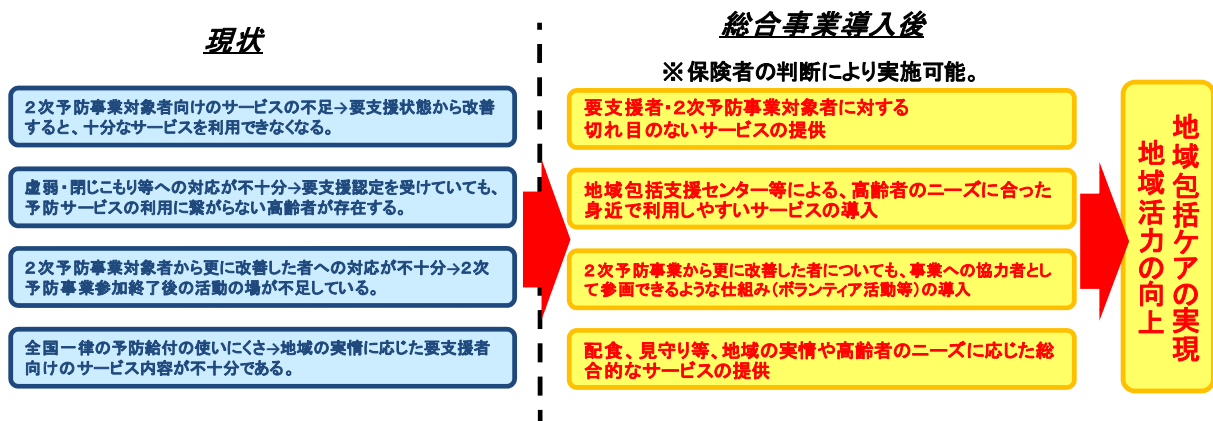 現状
2次予防事業対象者向けのサービスの不足→要支援状態から改善
すると、十分なサービスを利用できなくなる。
虚弱・閉じこもり等への対応が不十分→要支援認定を受けていても、
予防サービスの利用に繋がらない高齢者が存在する。
2次予防事業対象者から更に改善した者への対応が不十分→2次
予防事業参加終了後の活動の場が不足している。
全国一律の予防給付の使いにくさ→地域の実情に応じた要支援者
向けのサービス内容が不十分である。
総合事業導入後
※保険者の判断により実施可能。
要支援者・2次予防事業対象者に対する
切れ目のないサービスの提供
地域包括支援センター等による、高齢者のニーズに合った
身近で利用しやすいサービスの導入
2次予防事業から更に改善した者についても、事業への協力者とし
て参画できるような仕組み(ボランティア活動等)の導入
配食、見守り等、地域の実情や高齢者のニーズに応じた総
合的なサービスの提供
地域包括ケアの実現
地域活力の向上